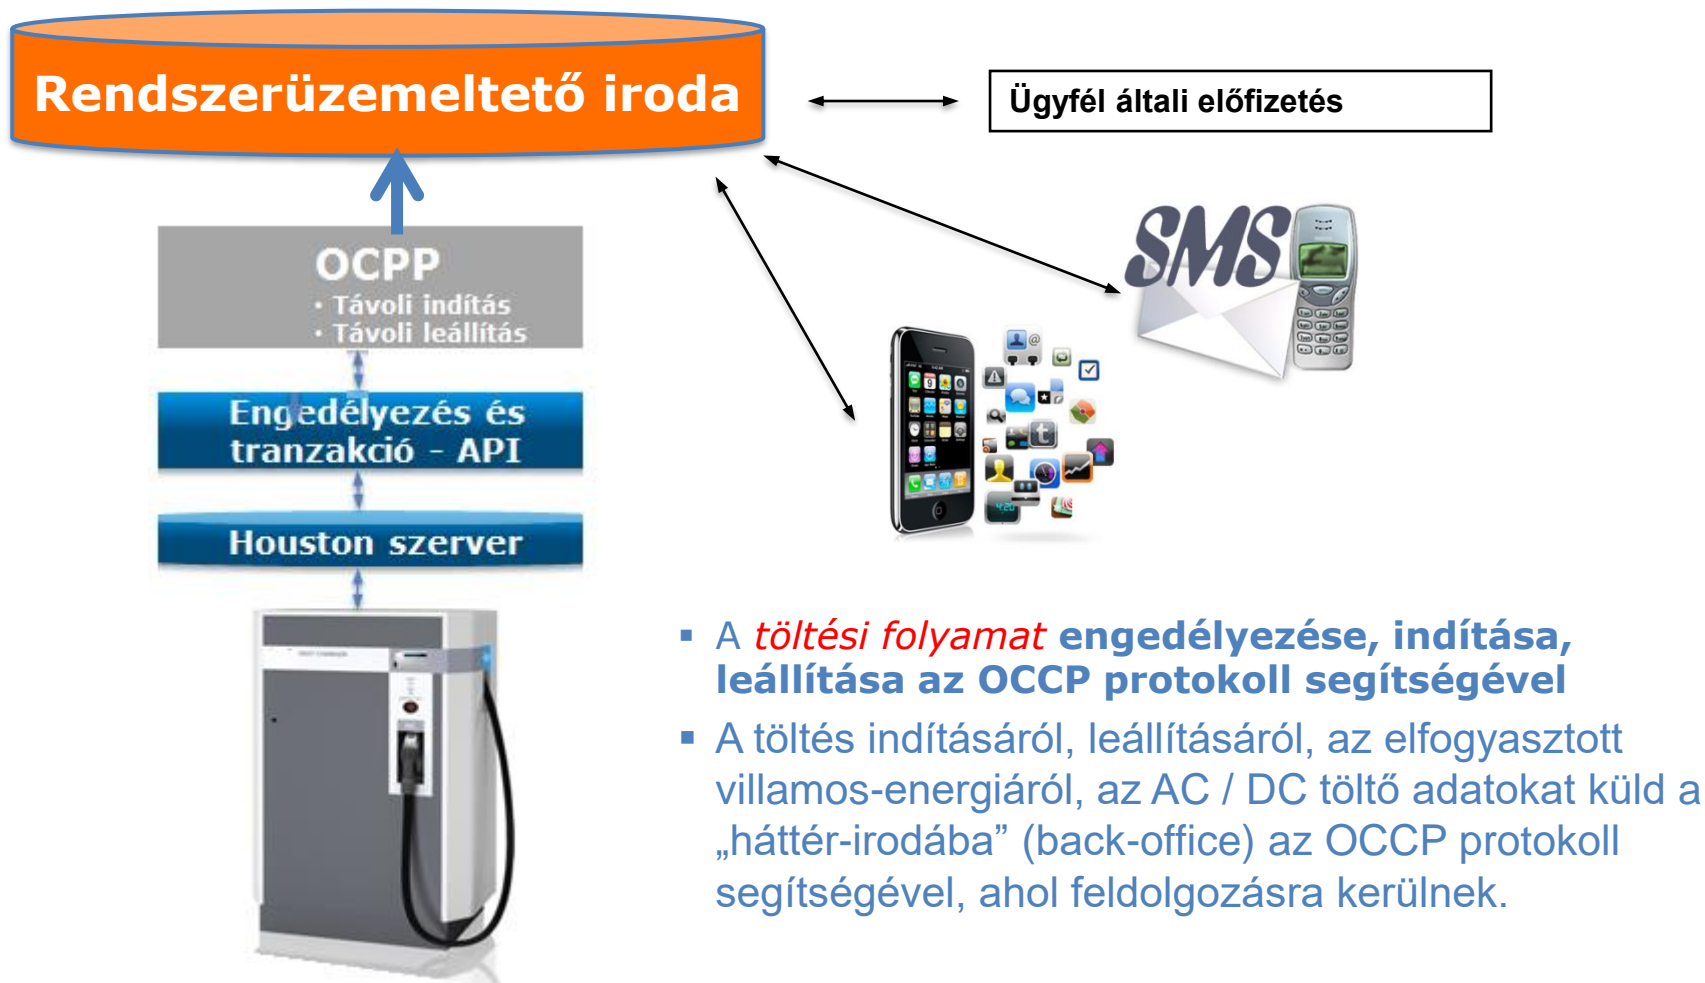 Rendszerüzemeltető iroda
Ügyfél általi előfizetés
SMS
OCPP
• Távoli indítás
• Távoli leállítás
Engedélyezés és
tranzakció - API
Houston szerver
▪ A töltési folyamat engedélyezése, indítása,
leállítása az OCCP protokoll segítségével
▪ A töltés indításáról, leállításáról, az elfogyasztott
villamos-energiáról, az AC / DC töltő adatokat küld a
„háttér-irodába” (back-office) az OCCP protokoll
segítségével, ahol feldolgozásra kerülnek.